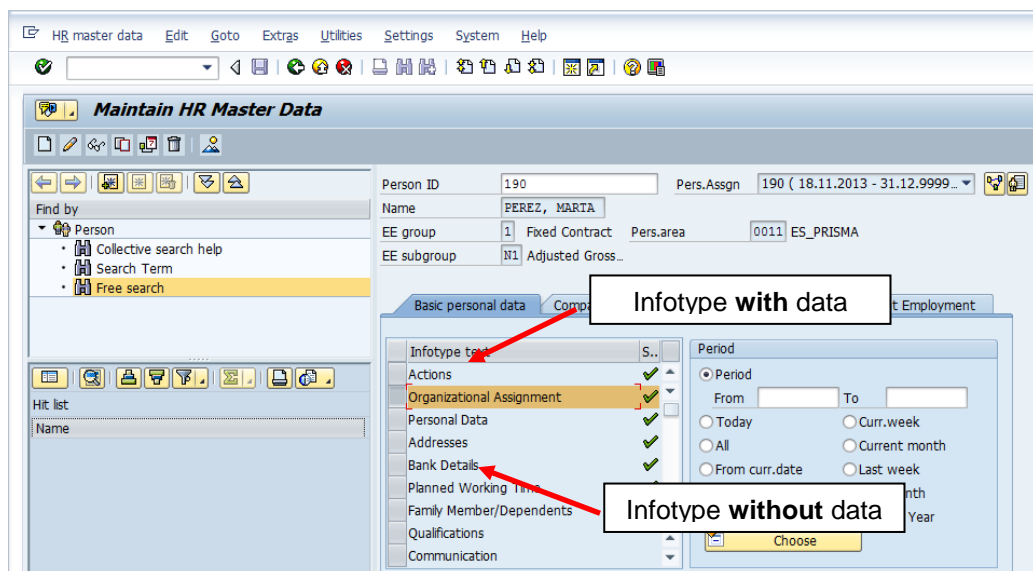 HR master data Edit Goto Extras Utilities Settings System Help
Maintain HR Master Data
Find by
Person
Collective search help
Search Term
Free search
Hit list
Name
Person ID 190 Pers.Assgn 190 ( 18.11.2013 - 31.12.9999...
Name PEREZ, MARTA
EE group 1 Fixed Contract Pers.area 0011 ES_PRISMA
EE subgroup N1 Adjusted Gross...
Basic personal data t Employment
Infotype with data
Infotype S..
Actions
Organizational Assignment
Personal Data
Addresses
Bank Details
Planned Working
Family Member/Dependents
Qualifications
Communication
Period
Period
From To
Today Curr.week
All Current month
From curr.date Last week
Year
Infotype without data
Choose